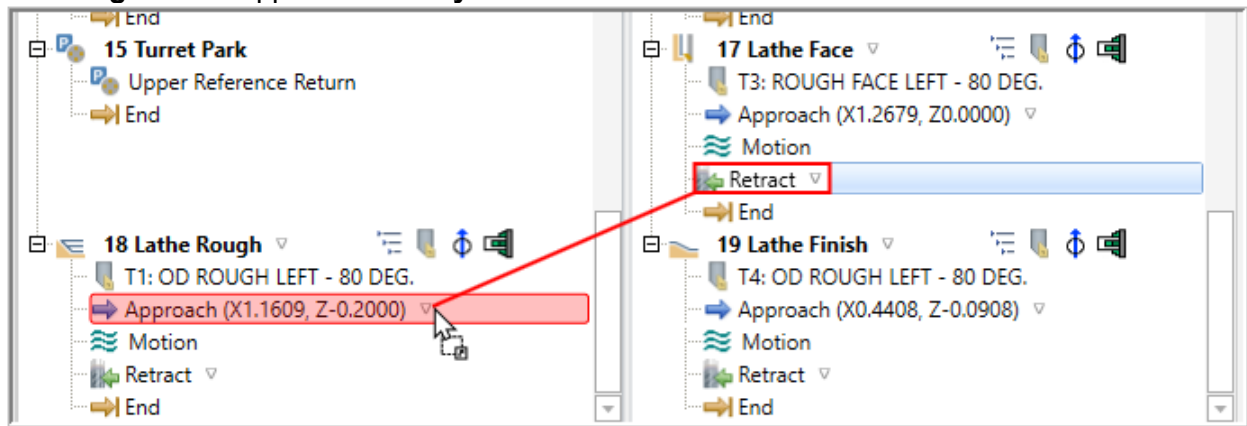 End
15 Turret Park
Upper Reference Return
End
18 Lathe Rough
T1: OD ROUGH LEFT - 80 DEG.
Approach (X1.1609, Z-0.2000)
Motion
Retract
End
End
17 Lathe Face
T3: ROUGH FACE LEFT - 80 DEG.
Approach (X1.2679, Z0.0000)
Motion
Retract
End
19 Lathe Finish
T4: OD ROUGH LEFT - 80 DEG.
Approach (X0.4408, Z-0.0908)
Motion
Retract
End